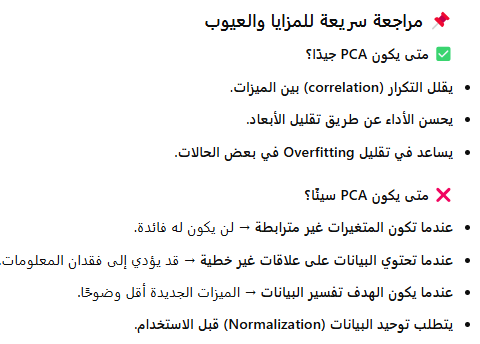 📌 مراجعة سريعة للمزايا والعيوب
✅ متى يكون PCA جيدًا؟
• يقلل التكرار (correlation) بين الميزات.
• يحسن الأداء عن طريق تقليل الأبعاد.
• يساعد في تقليل Overfitting في بعض الحالات.
❌ متى يكون PCA سيئًا؟
• عندما تكون المتغيرات غير مترابطة → لن يكون له فائدة.
• عندما تحتوي البيانات على علاقات غير خطية → قد يؤدي إلى فقدان المعلومات.
• عندما يكون الهدف تفسير البيانات → الميزات الجديدة أقل وضوحًا.
• يتطلب توحيد البيانات (Normalization) قبل الاستخدام.